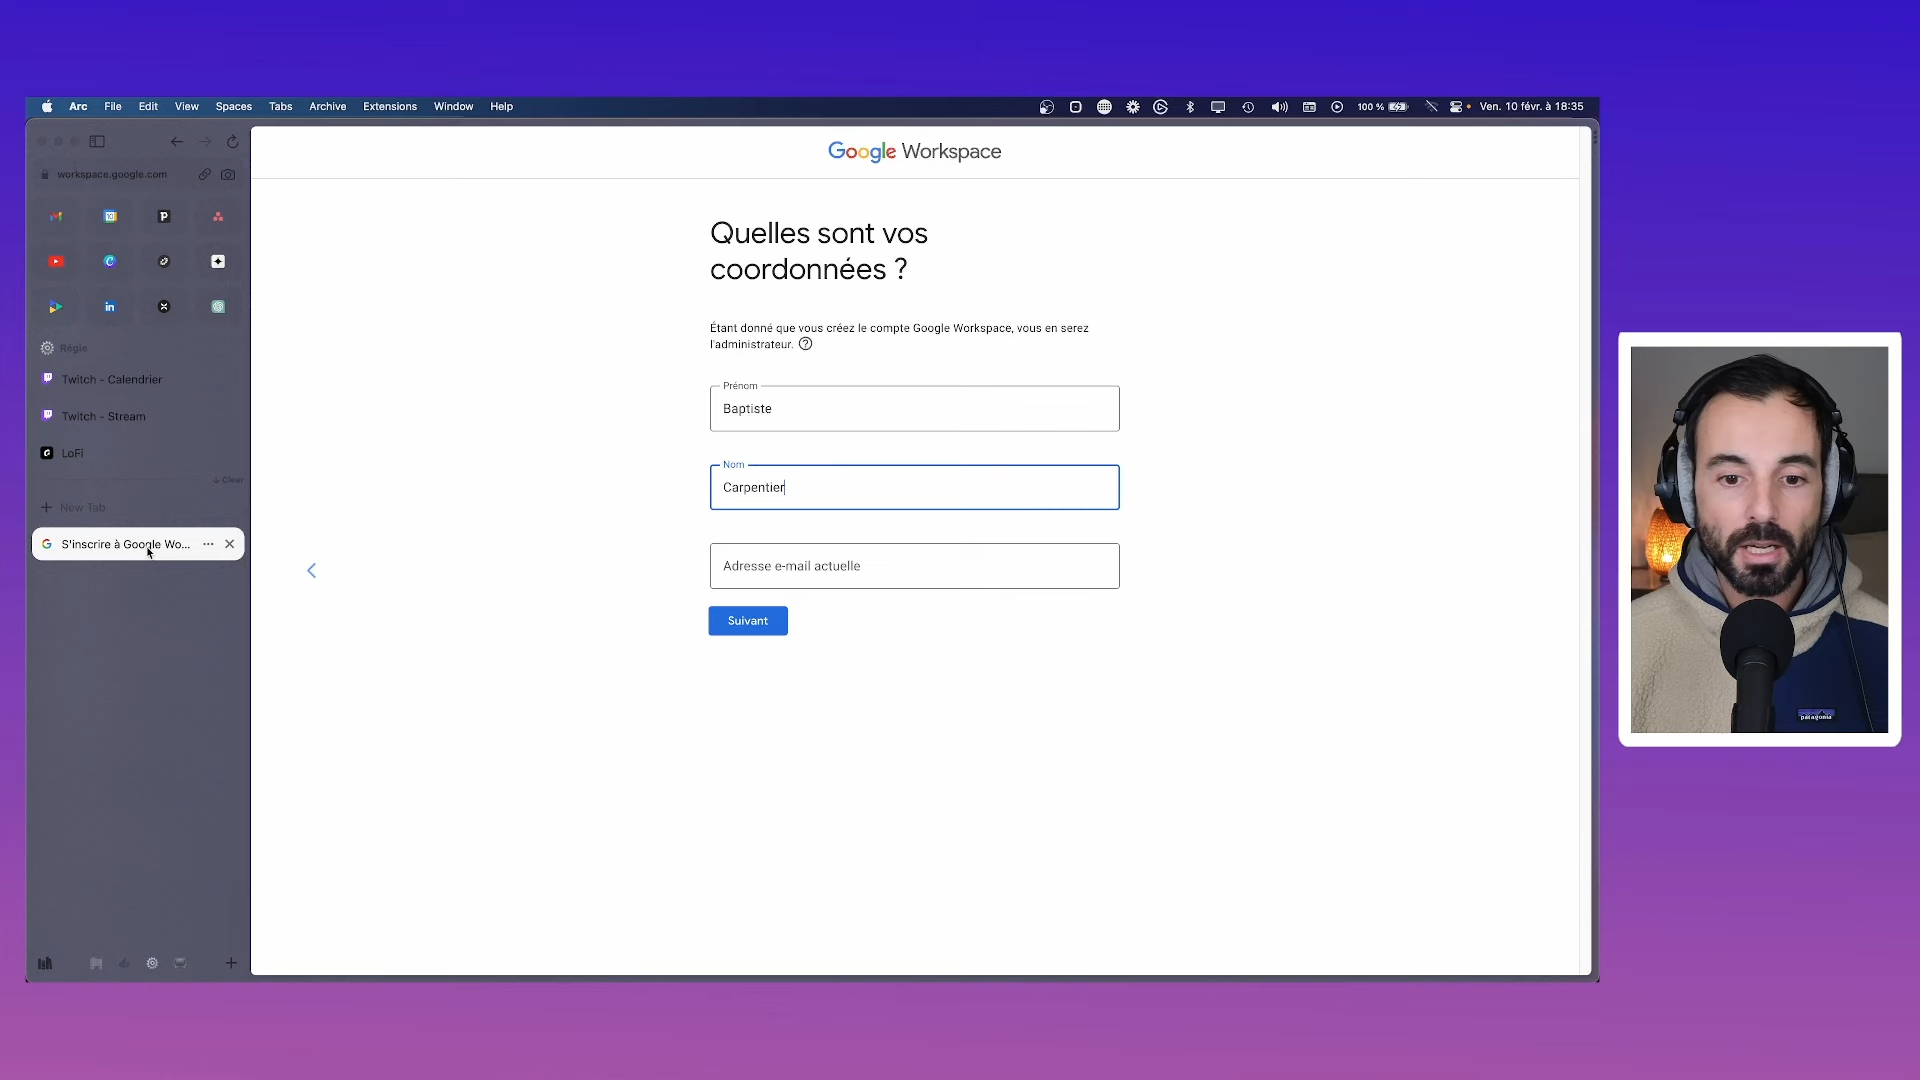 Arc File Edit View Spaces Tabs Archive Extensions Window Help
100 % Ven. 10 févr. à 18:35
workspace.google.com
Régie
Twitch - Calendrier
Twitch - Stream
LoFi
Clear
New Tab
S'inscrire à Google Wo...
Google Workspace
Quelles sont vos
coordonnées ?
Étant donné que vous créez le compte Google Workspace, vous en serez
l'administrateur.
Prénom
Baptiste
Nom
Carpentier
Adresse e-mail actuelle
Suivant
patagonia